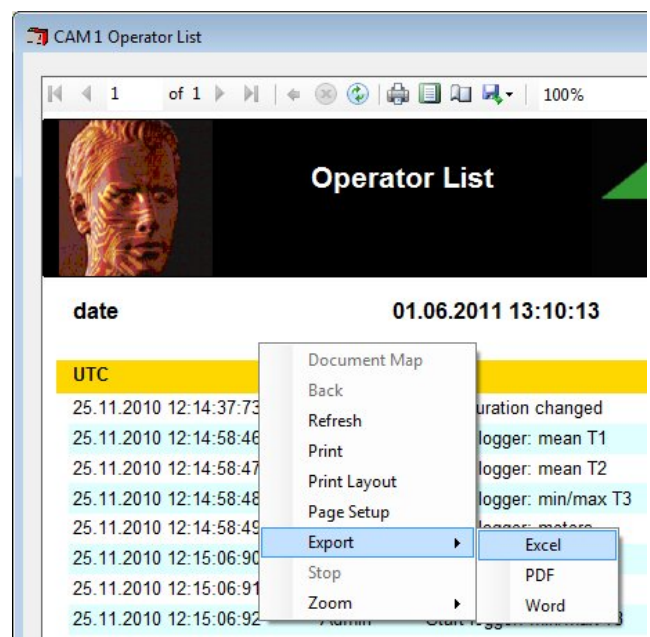 CAM 1 Operator List
1 of 1 100%
Operator List
date 01.06.2011 13:10:13
UTC
25.11.2010 12:14:37:73 uration changed
25.11.2010 12:14:58:46 logger: mean T1
25.11.2010 12:14:58:47 logger: mean T2
25.11.2010 12:14:58:48 logger: min/max T3
25.11.2010 12:14:58:49
25.11.2010 12:15:06:90
25.11.2010 12:15:06:91
25.11.2010 12:15:06:92
Document Map
Back
Refresh
Print
Print Layout
Page Setup
Export
Stop
Zoom
Excel
PDF
Word